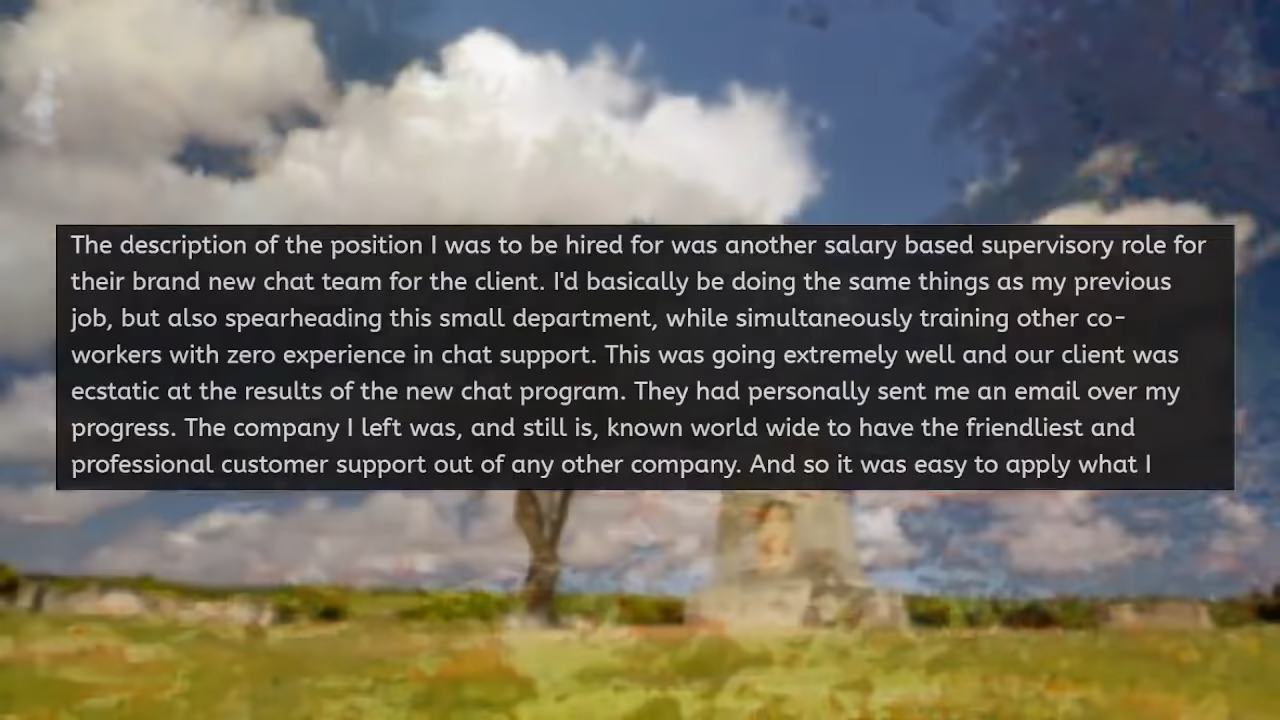 The description of the position I was to be hired for was another salary based supervisory role for
their brand new chat team for the client. I'd basically be doing the same things as my previous
job, but also spearheading this small department, while simultaneously training other co-
workers with zero experience in chat support. This was going extremely well and our client was
ecstatic at the results of the new chat program. They had personally sent me an email over my
progress. The company I left was, and still is, known world wide to have the friendliest and
professional customer support out of any other company. And so it was easy to apply what I